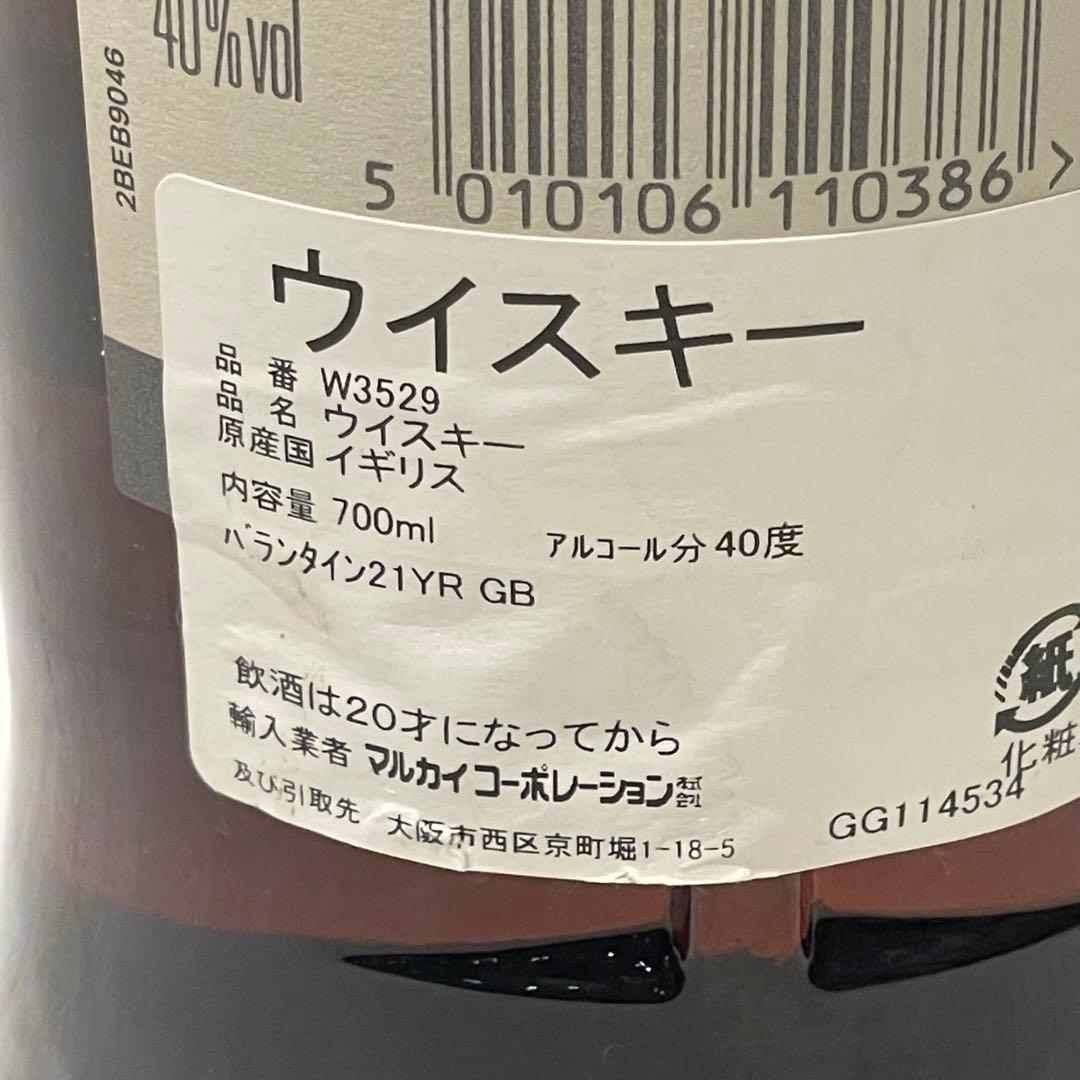 40%vol
2BEB9046
5 010106 110386 >
ウイスキー
品番 W3529
品名 ウイスキー
原産国 イギリス
内容量 700ml アルコール分 40度
バランタイン21YR GB
飲酒は20才になってから
輸入業者 マルカイコーポレーション株式会社
及び引取先 大阪市西区京町堀1-18-5
紙
化粧
GG114534